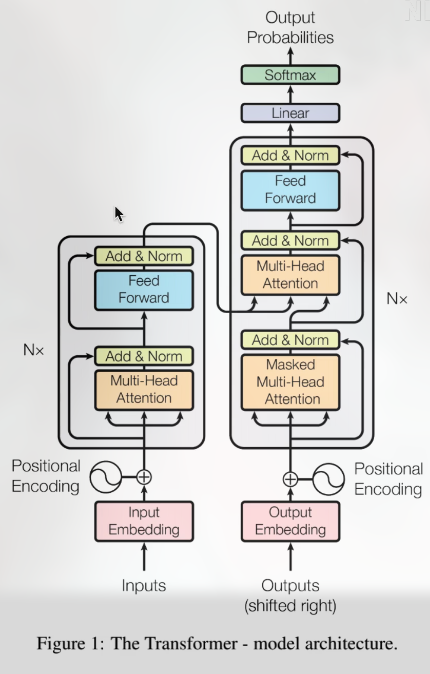 Output
Probabilities
Softmax
Linear
Add & Norm
Feed
Forward
Add & Norm
Multi-Head
Attention
Add & Norm
Masked
Multi-Head
Attention
Nx
Add & Norm
Feed
Forward
Add & Norm
Multi-Head
Attention
N×
Positional
Encoding
Positional
Encoding
Input
Embedding
Output
Embedding
Inputs
Outputs
(shifted right)
Figure 1: The Transformer - model architecture.